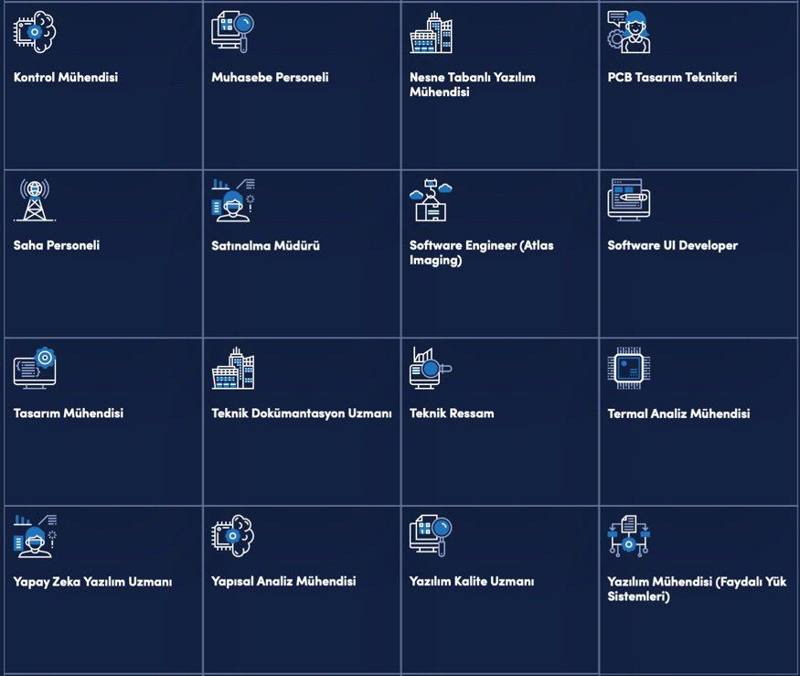 Kontrol Mühendisi
Muhasebe Personeli
Nesne Tabanlı Yazılım
Mühendisi
PCB Tasarım Teknikeri
Saha Personeli
Satınalma Müdürü
Software Engineer (Atlas
Imaging)
Software UI Developer
Tasarım Mühendisi
Teknik Dokümantasyon Uzmanı
Teknik Ressam
Termal Analiz Mühendisi
Yapay Zeka Yazılım Uzmanı
Yapısal Analiz Mühendisi
Yazılım Kalite Uzmanı
Yazılım Mühendisi (Faydalı Yük
Sistemleri)